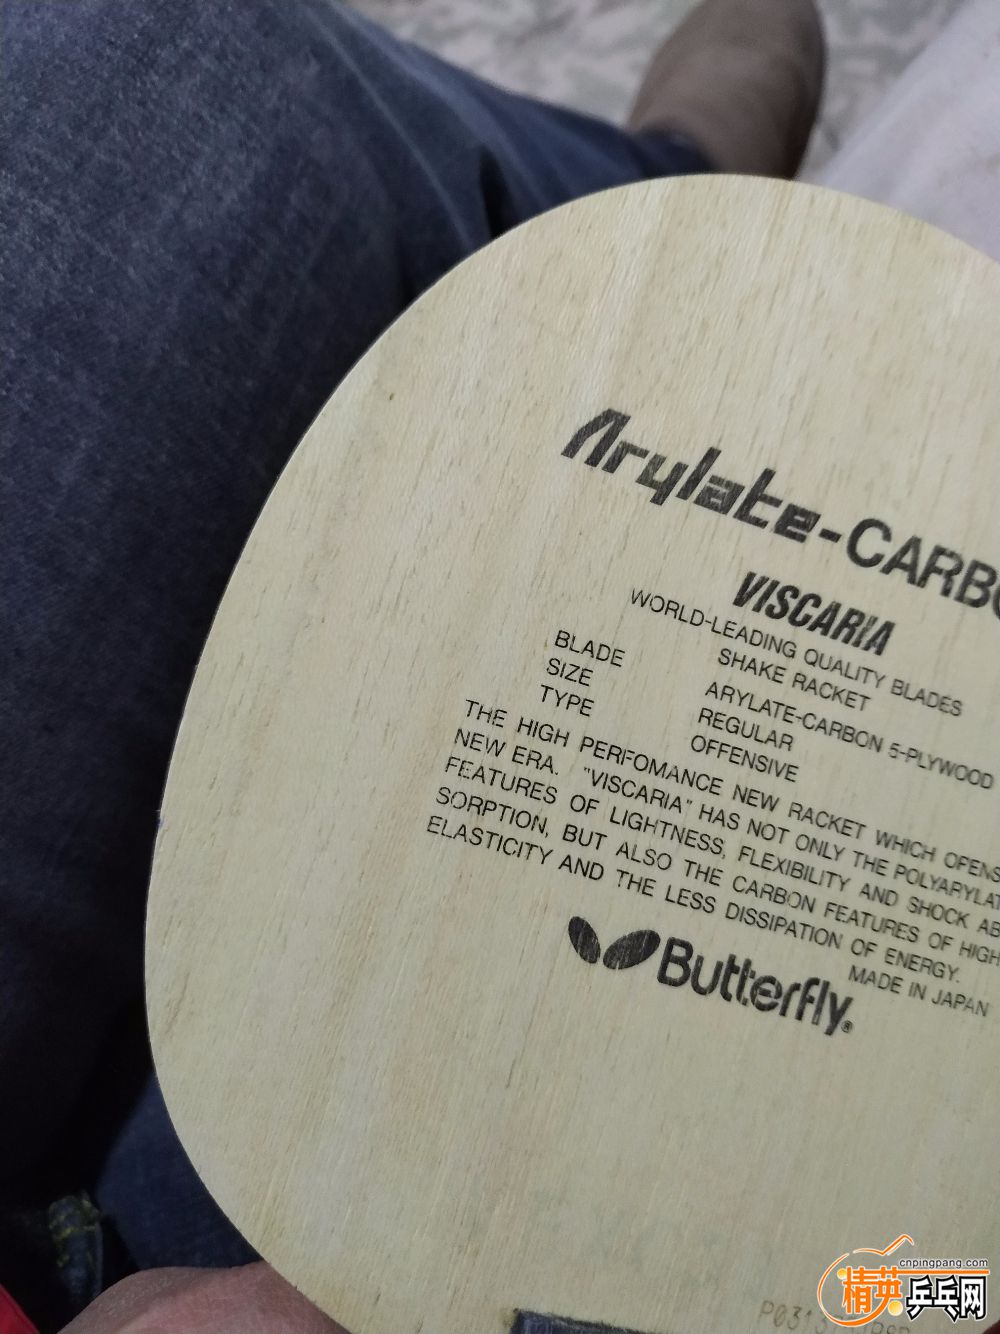 Arylate-CARBO
VISCARIA
WORLD-LEADING QUALITY BLADES
SHAKE RACKET
BLADE ARYLATE-CARBON 5-PLYWOOD
SIZE REGULAR
TYPE OFFENSIVE
THE HIGH PERFOMANCE NEW RACKET WHICH OPENS
NEW ERA. "VISCARIA" HAS NOT ONLY THE POLYARYLAT
FEATURES OF LIGHTNESS, FLEXIBILITY AND SHOCK AB
SORPTION, BUT ALSO THE CARBON FEATURES OF HIGH
ELASTICITY AND THE LESS DISSIPATION OF ENERGY.
MADE IN JAPAN
Butterfly®
cnpingpang.com
精英乒乓网